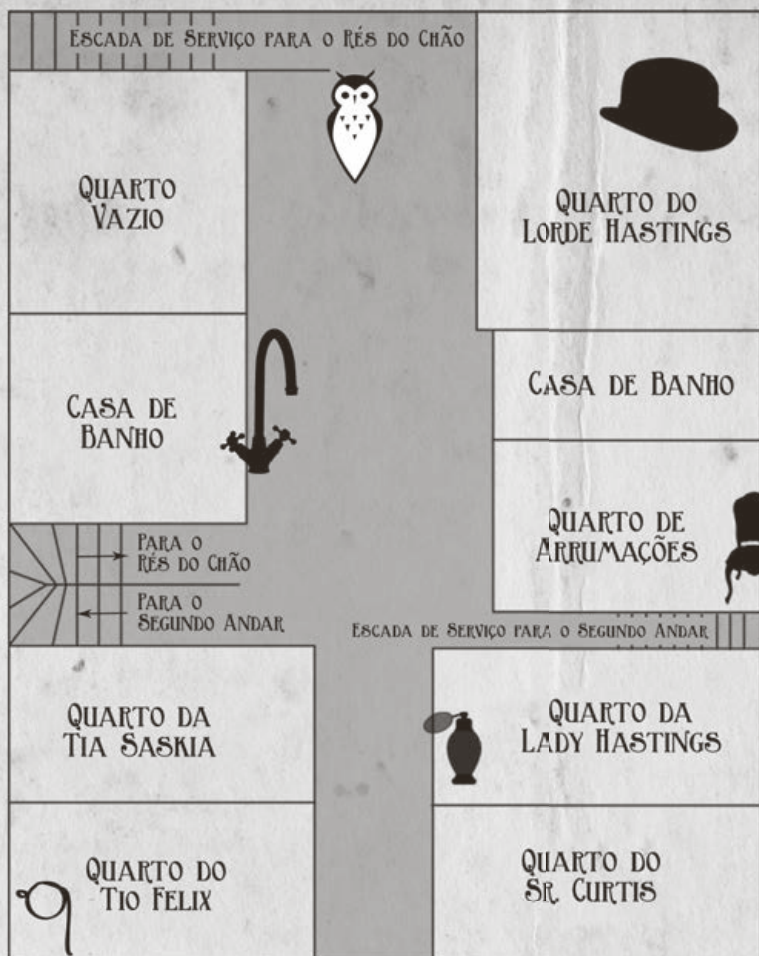 Escada de Serviço para o Rés do Chão
Quarto
Vazio
Quarto do
Lorde Hastings
Casa de
Banho
Casa de Banho
Quarto de
Arrumações
Para o
Rés do Chão
Para o
Segundo Andar
Escada de Serviço para o Segundo Andar
Quarto da
Tia Saskia
Quarto da
Lady Hastings
Quarto do
Tio Felix
Quarto do
Sr. Curtis